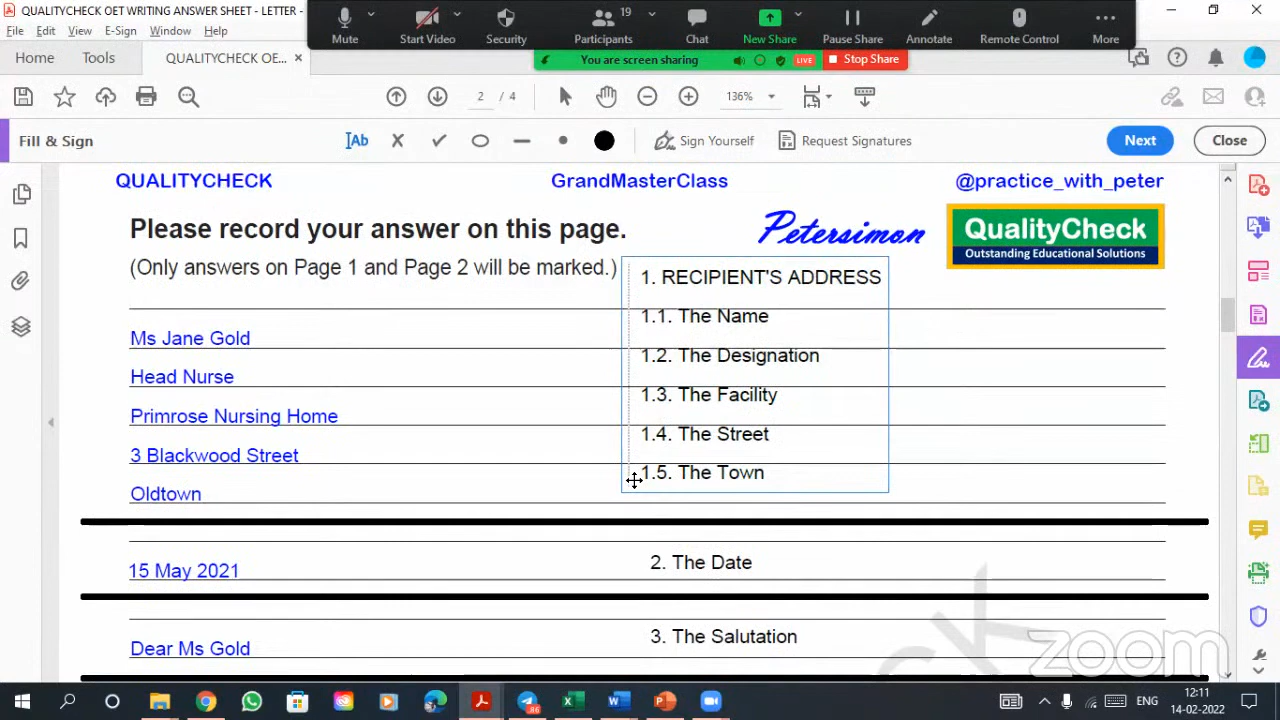 QUALITYCHECK OET WRITING ANSWER SHEET - LETTER -
File Edit View E-Sign Window Help
Mute Start Video Security Participants 19 Chat New Share Pause Share Annotate Remote Control More
You are screen sharing LIVE Stop Share
Home Tools QUALITYCHECK OE... ×
2 / 4 136%
Fill & Sign Ab Sign Yourself Request Signatures Next Close
QUALITYCHECK GrandMasterClass @practice_with_peter
Please record your answer on this page. Petersimon QualityCheck
Outstanding Educational Solutions
(Only answers on Page 1 and Page 2 will be marked.) 1. RECIPIENT'S ADDRESS
1.1. The Name
Ms Jane Gold
1.2. The Designation
Head Nurse
1.3. The Facility
Primrose Nursing Home
1.4. The Street
3 Blackwood Street
1.5. The Town
Oldtown
2. The Date
15 May 2021
3. The Salutation
Dear Ms Gold
zoom
ENG 12:11
14-02-2022